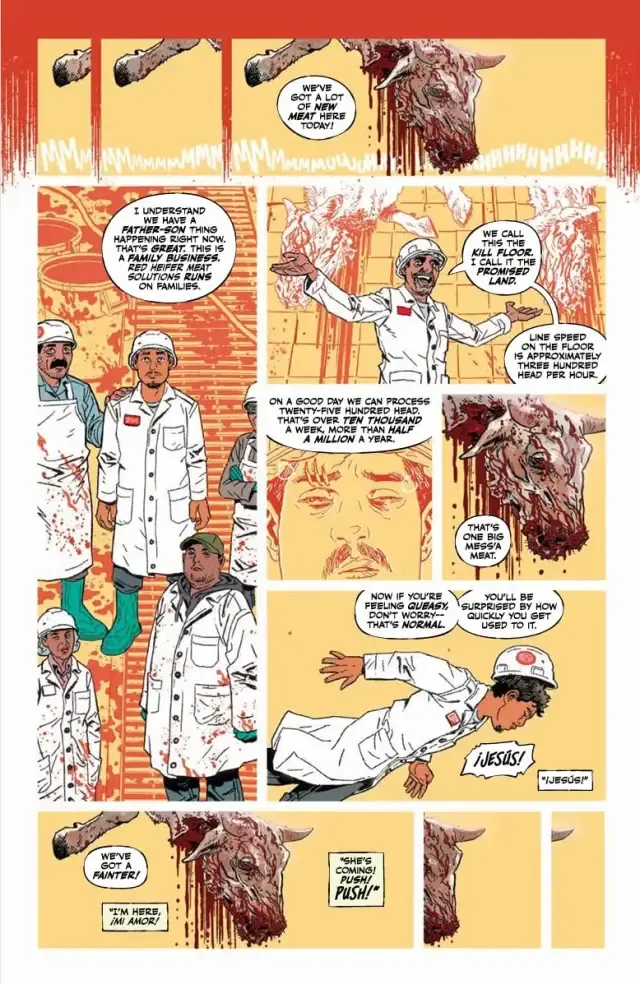 WE'VE
GOT A LOT
OF NEW
MEAT HERE
TODAY!
MMM
MMmmmmmMMM
MMMmmmuuuHHHHHHHHHHHHHH
I UNDERSTAND
WE HAVE A
FATHER-SON THING
HAPPENING RIGHT NOW.
THAT'S GREAT. THIS IS
A FAMILY BUSINESS.
RED HEIFER MEAT
SOLUTIONS RUNS
ON FAMILIES.
WE CALL
THIS THE
KILL FLOOR.
I CALL IT THE
PROMISED
LAND.
LINE SPEED
ON THE FLOOR
IS APPROXIMATELY
THREE HUNDRED
HEAD PER HOUR.
ON A GOOD DAY WE CAN PROCESS
TWENTY-FIVE HUNDRED HEAD.
THAT'S OVER TEN THOUSAND
A WEEK, MORE THAN HALF
A MILLION A YEAR.
THAT'S
ONE BIG
MESS'A
MEAT.
NOW IF YOU'RE
FEELING QUEASY,
DON'T WORRY--
THAT'S NORMAL.
YOU'LL BE
SURPRISED BY HOW
QUICKLY YOU GET
USED TO IT.
¡JESÚS!
"¡JESÚS!"
WE'VE
GOT A
FAINTER!
"I'M HERE,
¡MI AMOR!
"SHE'S
COMING!
PUSH!
PUSH!"